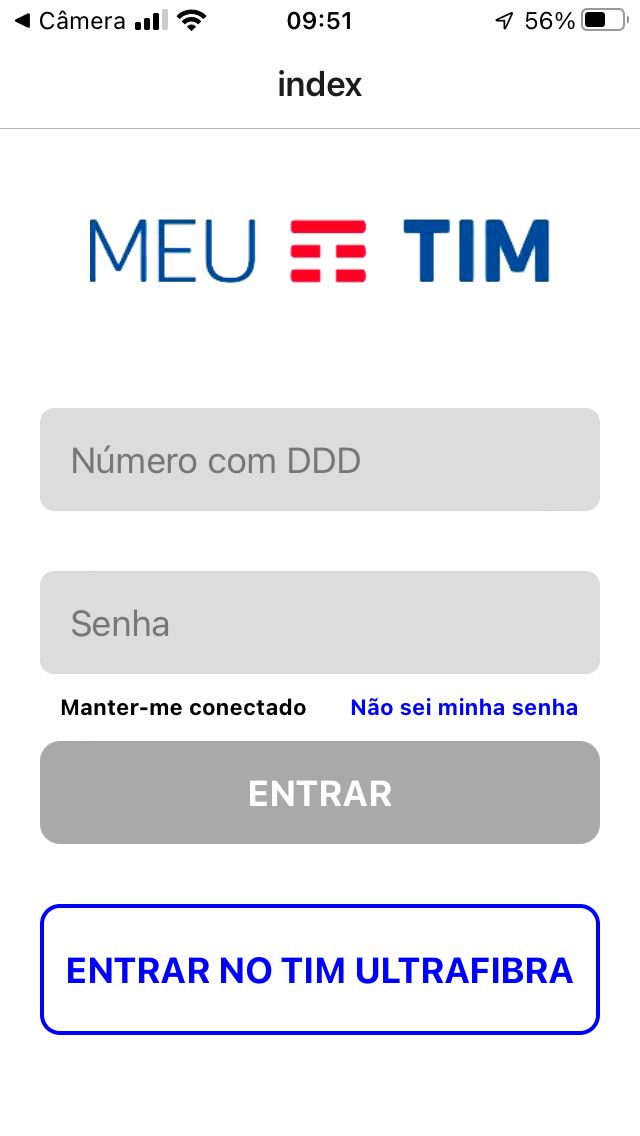 Câmera 09:51 56%
index
MEU TIM
Número com DDD
Senha
Manter-me conectado Não sei minha senha
ENTRAR
ENTRAR NO TIM ULTRAFIBRA